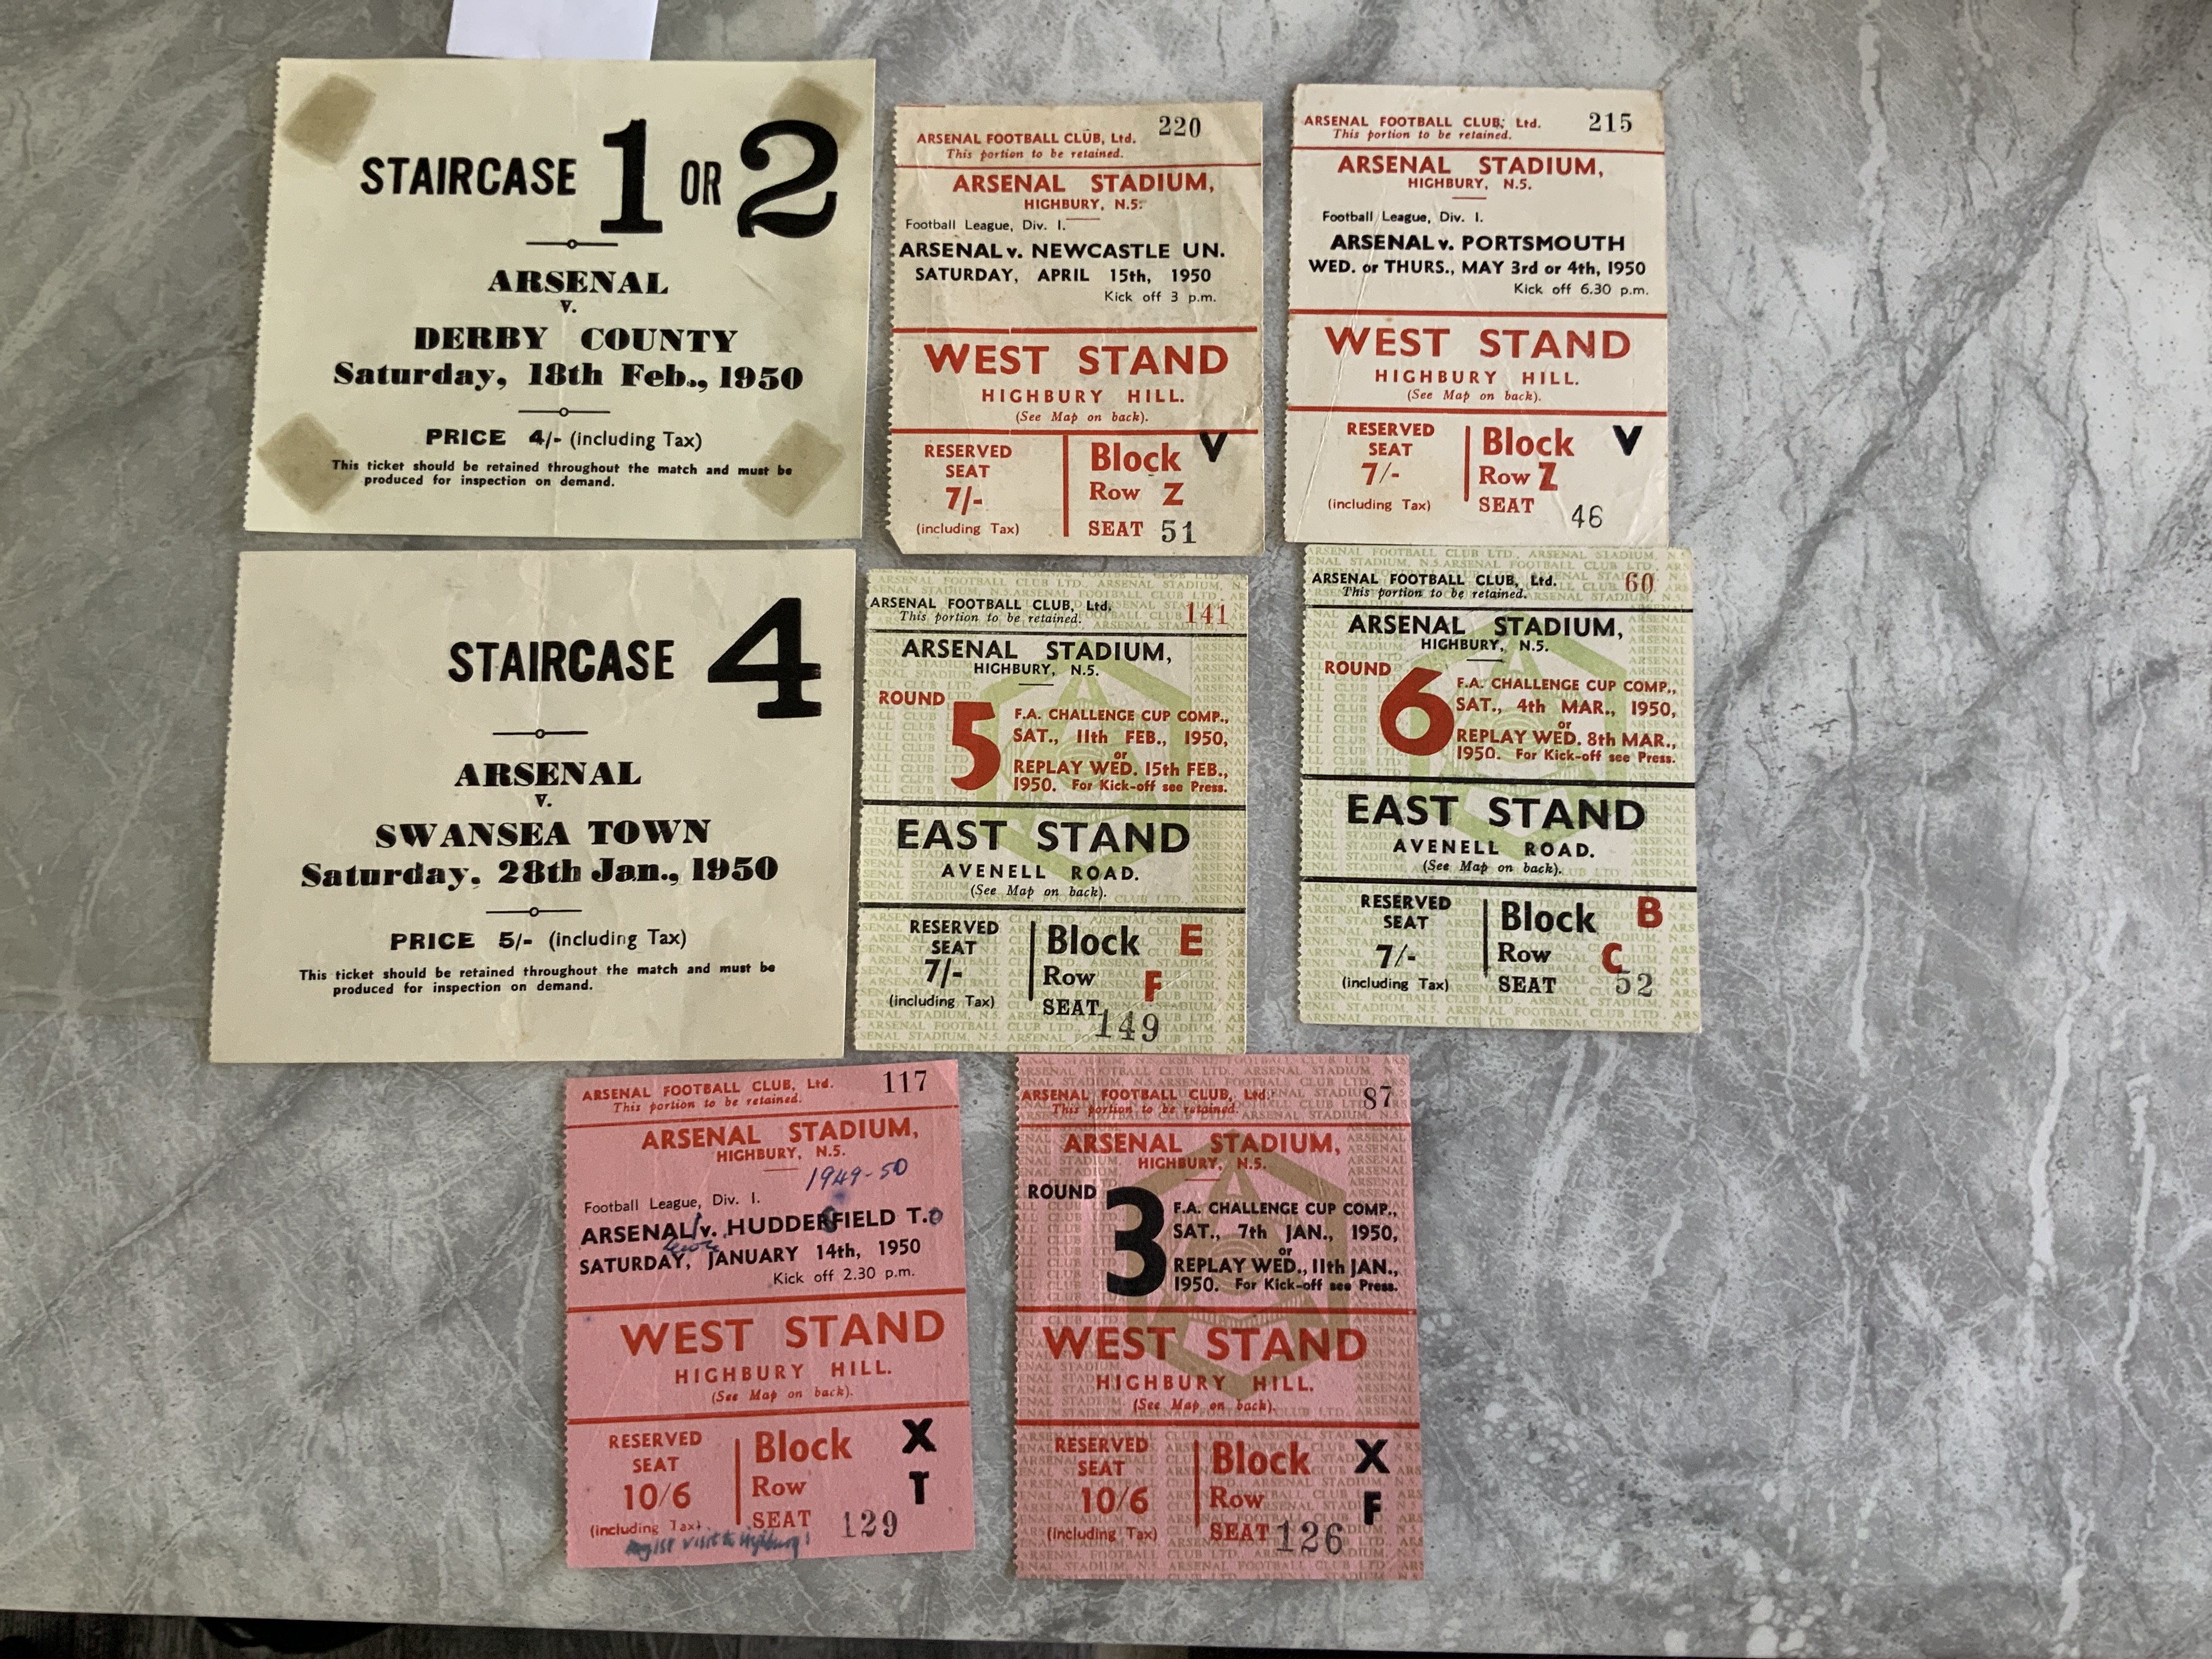 STAIRCASE 1 OR 2
ARSENAL
v.
DERBY COUNTY
Saturday, 18th Feb., 1950
PRICE 4/- (including Tax)
This ticket should be retained throughout the match and must be
produced for inspection on demand.
ARSENAL FOOTBALL CLUB, Ltd. 220
This portion to be retained.
ARSENAL STADIUM,
HIGHBURY, N.5.
Football League, Div. I.
ARSENAL v. NEWCASTLE UN.
SATURDAY, APRIL 15th, 1950
Kick off 3 p.m.
WEST STAND
HIGHBURY HILL.
(See Map on back).
RESERVED
SEAT
7/-
(including Tax)
Block V
Row Z
SEAT 51
ARSENAL FOOTBALL CLUB, Ltd. 215
This portion to be retained.
ARSENAL STADIUM,
HIGHBURY, N.5.
Football League, Div. I.
ARSENAL v. PORTSMOUTH
WED. or THURS., MAY 3rd or 4th, 1950
Kick off 6.30 p.m.
WEST STAND
HIGHBURY HILL.
(See Map on back).
RESERVED
SEAT
7/-
(including Tax)
Block V
Row Z
SEAT 46
STAIRCASE 4
ARSENAL
v.
SWANSEA TOWN
Saturday, 28th Jan., 1950
PRICE 5/- (including Tax)
This ticket should be retained throughout the match and must be
produced for inspection on demand.
ARSENAL FOOTBALL CLUB, Ltd. 141
This portion to be retained.
ARSENAL STADIUM,
HIGHBURY, N.5.
ROUND 5
F.A. CHALLENGE CUP COMP.,
SAT., 11th FEB., 1950,
or
REPLAY WED. 15th FEB.,
1950. For Kick-off see Press.
EAST STAND
AVENELL ROAD.
(See Map on back).
RESERVED
SEAT
7/-
(including Tax)
Block E
Row F
SEAT 149
ARSENAL FOOTBALL CLUB, Ltd. 60
This portion to be retained.
ARSENAL STADIUM,
HIGHBURY, N.5.
ROUND 6
F.A. CHALLENGE CUP COMP.,
SAT., 4th MAR., 1950,
or
REPLAY WED. 8th MAR.,
1950. For Kick-off see Press.
EAST STAND
AVENELL ROAD.
(See Map on back).
RESERVED
SEAT
7/-
(including Tax)
Block B
Row C
SEAT 52
ARSENAL FOOTBALL CLUB, Ltd. 117
This portion to be retained.
ARSENAL STADIUM,
HIGHBURY, N.5.
1949-50
Football League, Div. I.
ARSENAL 1 v. HUDDERSFIELD T. 0
SATURDAY, JANUARY 14th, 1950
Kick off 2.30 p.m.
WEST STAND
HIGHBURY HILL.
(See Map on back).
RESERVED
SEAT
10/6
(including Tax)
Block X
Row T
SEAT 129
My 1st visit to Highbury!
ARSENAL FOOTBALL CLUB, Ltd. 87
This portion to be retained.
ARSENAL STADIUM,
HIGHBURY, N.5.
ROUND 3
F.A. CHALLENGE CUP COMP.,
SAT., 7th JAN., 1950,
or
REPLAY WED., 11th JAN.,
1950. For Kick-off see Press.
WEST STAND
HIGHBURY HILL.
(See Map on back).
RESERVED
SEAT
10/6
(including Tax)
Block X
Row F
SEAT 126